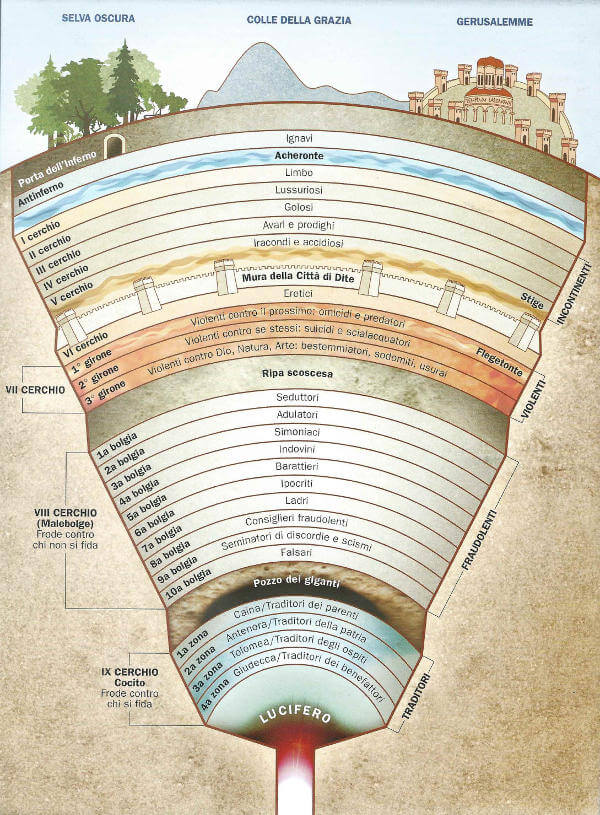 SELVA OSCURA
COLLE DELLA GRAZIA
GERUSALEMME
Porta dell'Inferno
Antinferno
Ignavi
Acheronte
I cerchio
Limbo
II cerchio
Lussuriosi
III cerchio
Golosi
IV cerchio
Avari e prodighi
V cerchio
Iracondi e accidiosi
Stige
INCONTINENTI
Mura della Città di Dite
VI cerchio
Eretici
VII CERCHIO
1° girone
Violenti contro il prossimo: omicidi e predatori
Flegetonte
2° girone
Violenti contro se stessi: suicidi e scialacquatori
3° girone
Violenti contro Dio, Natura, Arte: bestemmiatori, sodomiti, usurai
VIOLENTI
Ripa scoscesa
VIII CERCHIO
(Malebolge)
Frode contro
chi non si fida
1a bolgia
Seduttori
2a bolgia
Adulatori
3a bolgia
Simoniaci
4a bolgia
Indovini
5a bolgia
Barattieri
6a bolgia
Ipocriti
7a bolgia
Ladri
8a bolgia
Consiglieri fraudolenti
9a bolgia
Seminatori di discordie e scismi
10a bolgia
Falsari
FRAUDOLENTI
Pozzo dei giganti
IX CERCHIO
Cocito
Frode contro
chi si fida
1a zona
Caina/Traditori dei parenti
2a zona
Antenora/Traditori della patria
3a zona
Tolomea/Traditori degli ospiti
4a zona
Giudecca/Traditori dei benefattori
TRADITORI
LUCIFERO